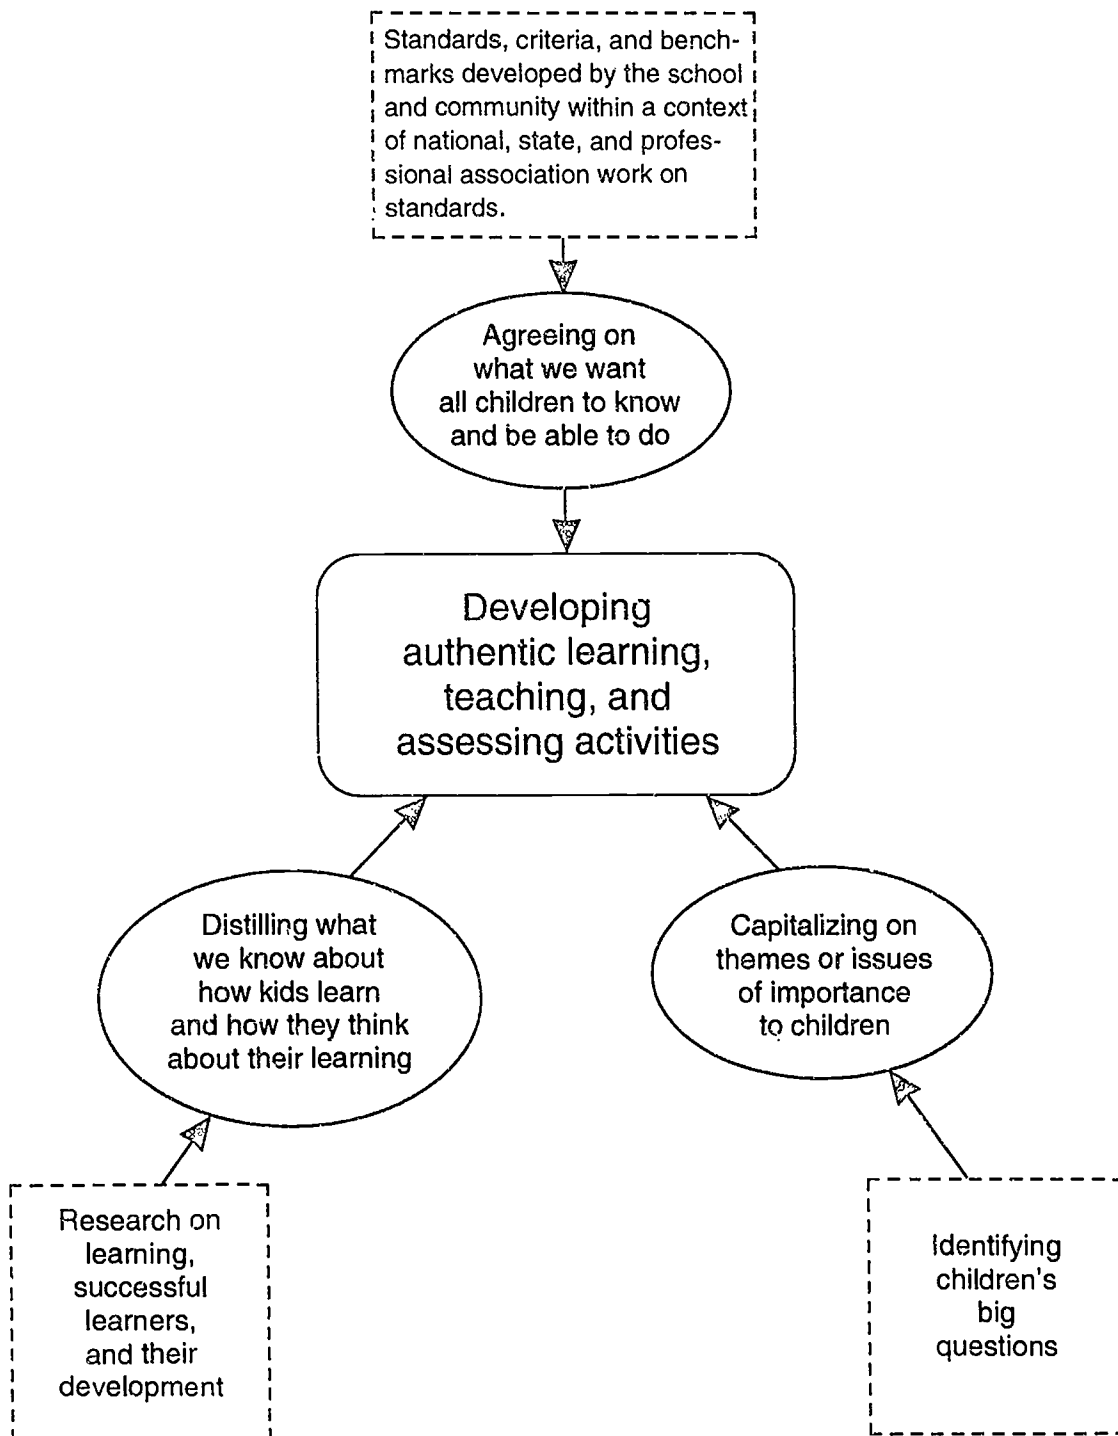 Standards, criteria, and bench-
marks developed by the school
and community within a context
of national, state, and profes-
sional association work on
standards.
Agreeing on
what we want
all children to know
and be able to do
Developing
authentic learning,
teaching, and
assessing activities
Distilling what
we know about
how kids learn
and how they think
about their learning
Capitalizing on
themes or issues
of importance
to children
Research on
learning,
successful
learners,
and their
development
Identifying
children's
big
questions